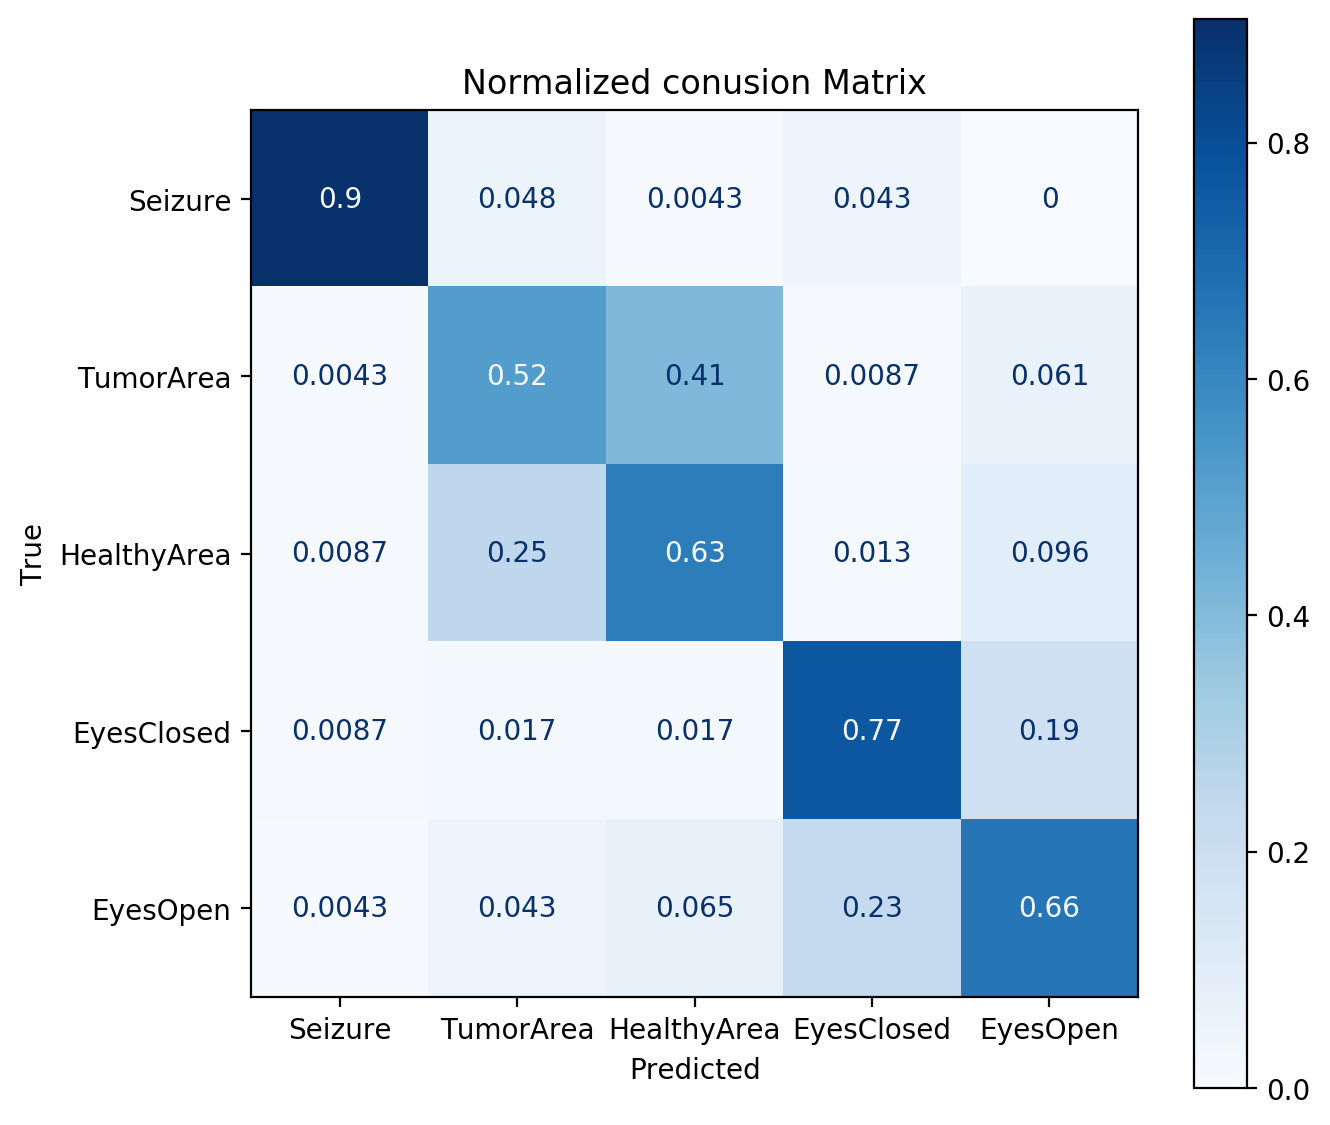 Normalized conusion Matrix
0.8
Seizure 0.9 0.048 0.0043 0.043 0
0.6
TumorArea 0.0043 0.52 0.41 0.0087 0.061
True
HealthyArea 0.0087 0.25 0.63 0.013 0.096
0.4
EyesClosed 0.0087 0.017 0.017 0.77 0.19
0.2
EyesOpen 0.0043 0.043 0.065 0.23 0.66
Seizure TumorArea HealthyArea EyesClosed EyesOpen
Predicted
0.0